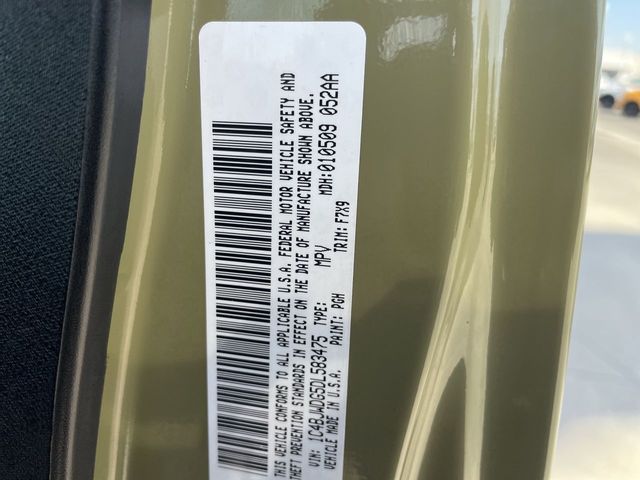 THIS VEHICLE CONFORMS TO ALL APPLICABLE U.S.A. FEDERAL MOTOR VEHICLE SAFETY AND
THEFT PREVENTION STANDARDS IN EFFECT ON THE DATE OF MANUFACTURE SHOWN ABOVE.
VIN: 1C4BJWDG5DL583475 TYPE: MPV MDH:010509 052AA
VEHICLE MADE IN U.S.A. PAINT: PGH TRIM: F7X9